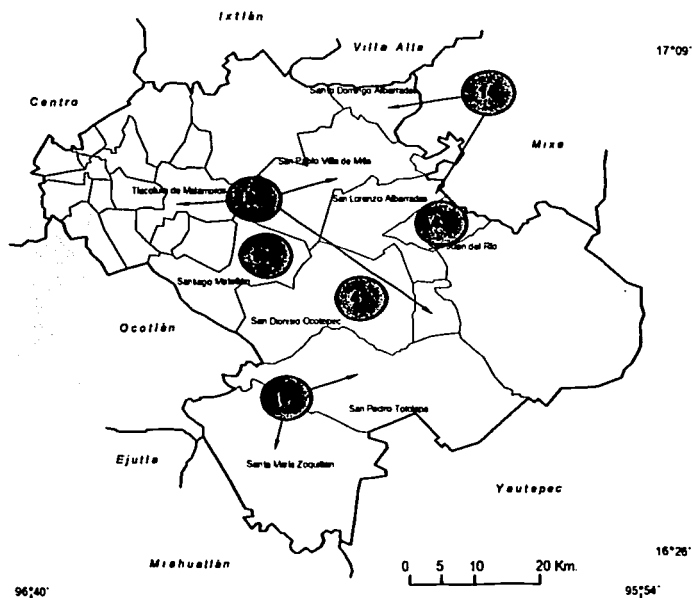 Ixtlán
Villa Alta
17°09'
Santo Domingo Albarradas
Centro
Mixe
San Pablo Villa de Mitla
Tlacolula de Matamoros
San Lorenzo Albarradas
Juan del Río
Santiago Matatlán
San Dionisio Ocotepec
Ocotlán
San Pedro Totolapa
Ejutla
Santa María Zoquitlán
Yautepec
Miahuatlán
16°26'
0 5 10 20 Km.
96°40'
95°54'